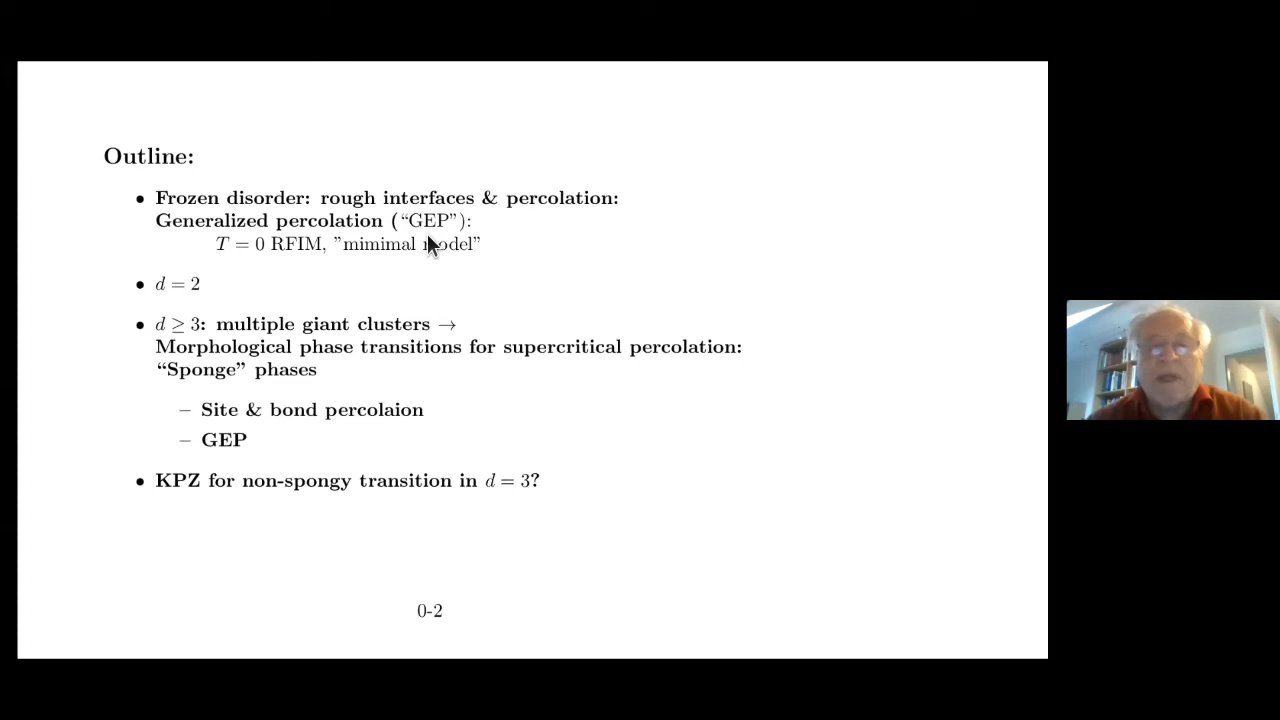 Outline:
• Frozen disorder: rough interfaces & percolation:
Generalized percolation (“GEP”):
T = 0 RFIM, ”mimimal model”
• d = 2
• d ≥ 3: multiple giant clusters →
Morphological phase transitions for supercritical percolation:
“Sponge” phases
– Site & bond percolaion
– GEP
• KPZ for non-spongy transition in d = 3?
0-2